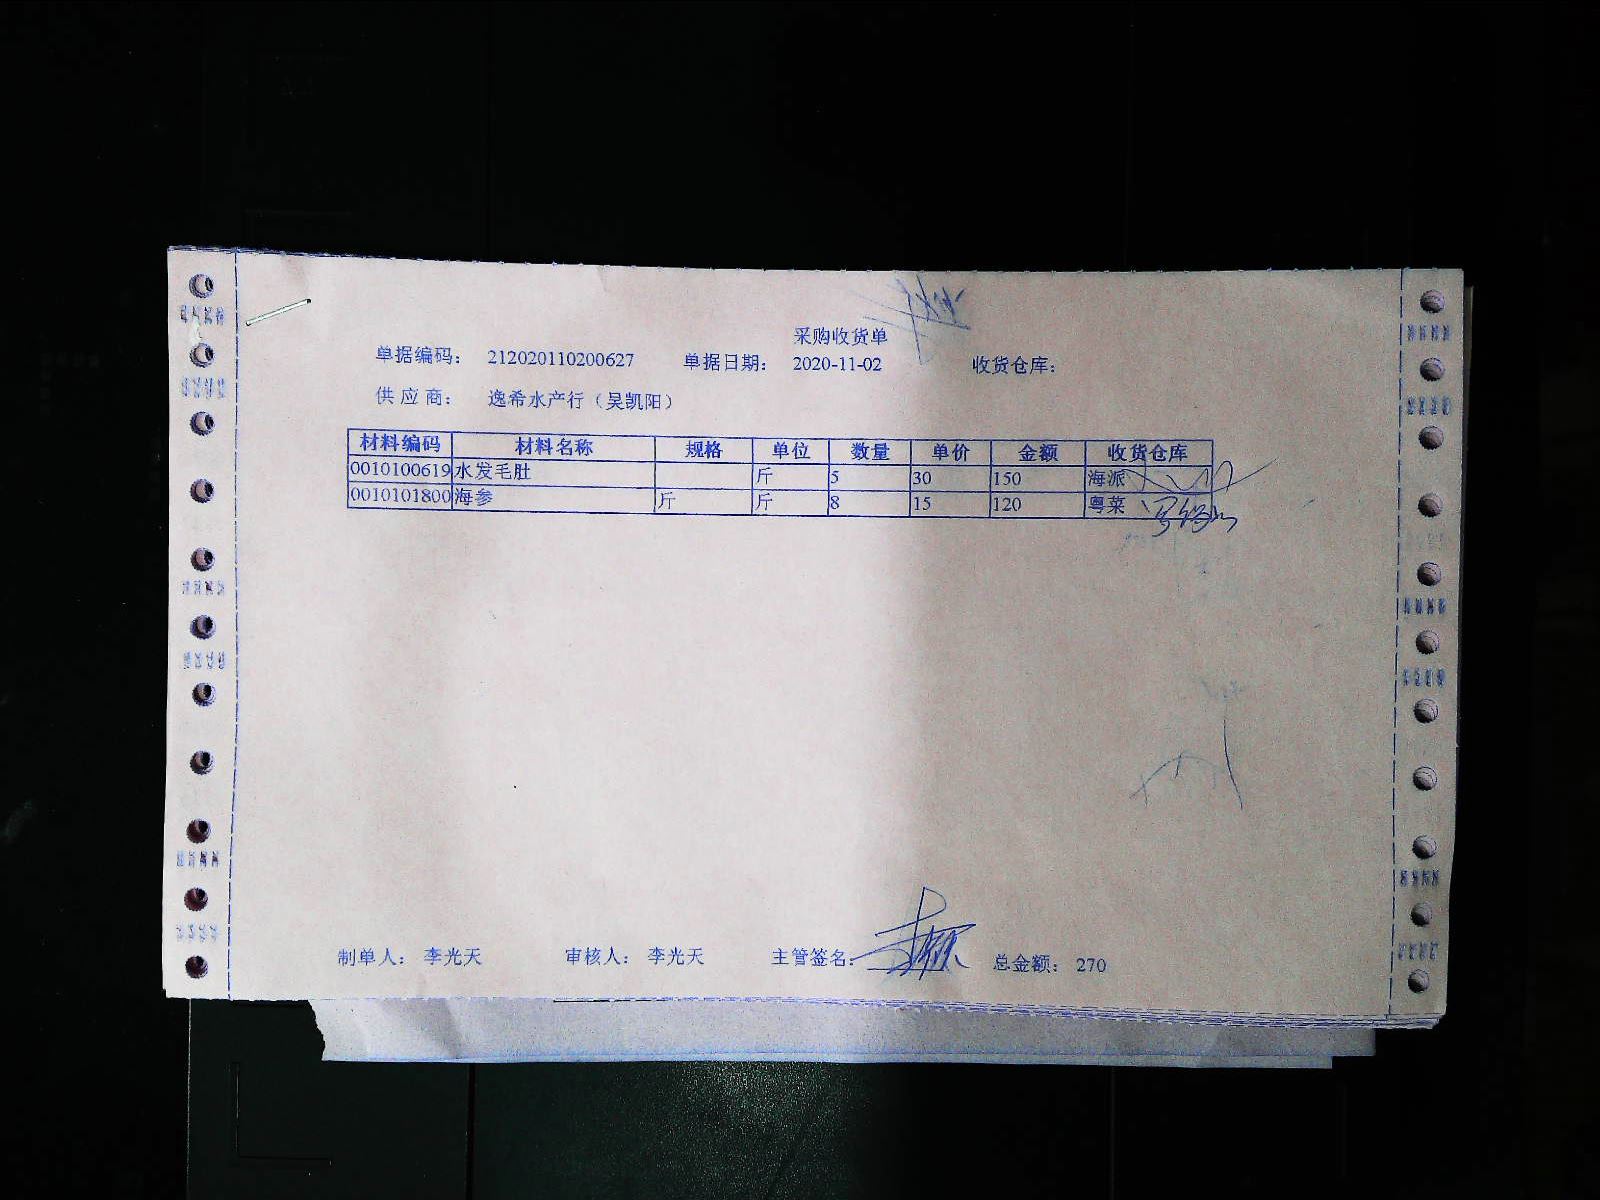 采购收货单
单据编码： 212020110200627 单据日期： 2020-11-02 收货仓库：
供 应 商： 逸希水产行（吴凯阳）
材料编码 材料名称 规格 单位 数量 单价 金额 收货仓库
0010100619 水发毛肚 斤 5 30 150 海派
0010101800 海参 斤 斤 8 15 120 粤菜
制单人： 李光天 审核人： 李光天 主管签名： 总金额： 270